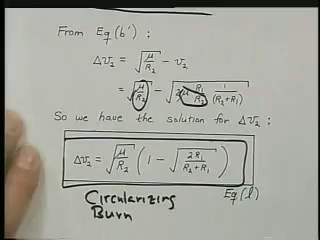 From Eq (b'):
ΔV₂ = √(μ/R₂) - V₂
= √(μ/R₂) - √(2μ R₁/R₂ 1/(R₂+R₁))
So we have the solution for ΔV₂ :
ΔV₂ = √(μ/R₂) (1 - √(2R₁/(R₂+R₁)))
Eq (l)
Circularizing
Burn